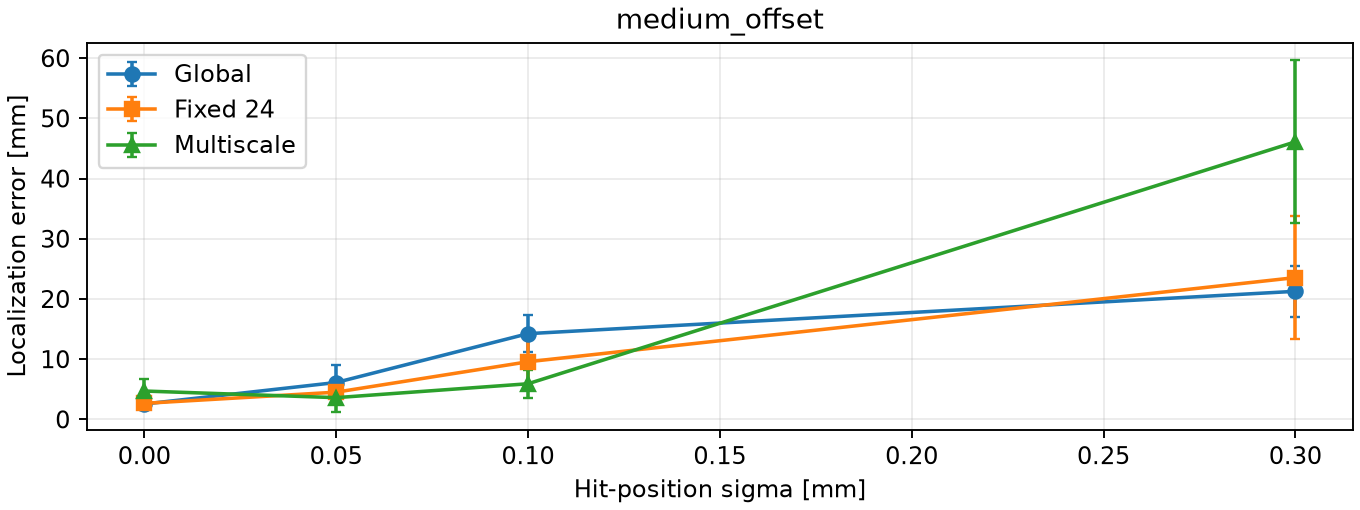 medium_offset
Localization error [mm]
60
50
40
30
20
10
0
Global
Fixed 24
Multiscale
0.00 0.05 0.10 0.15 0.20 0.25 0.30
Hit-position sigma [mm]